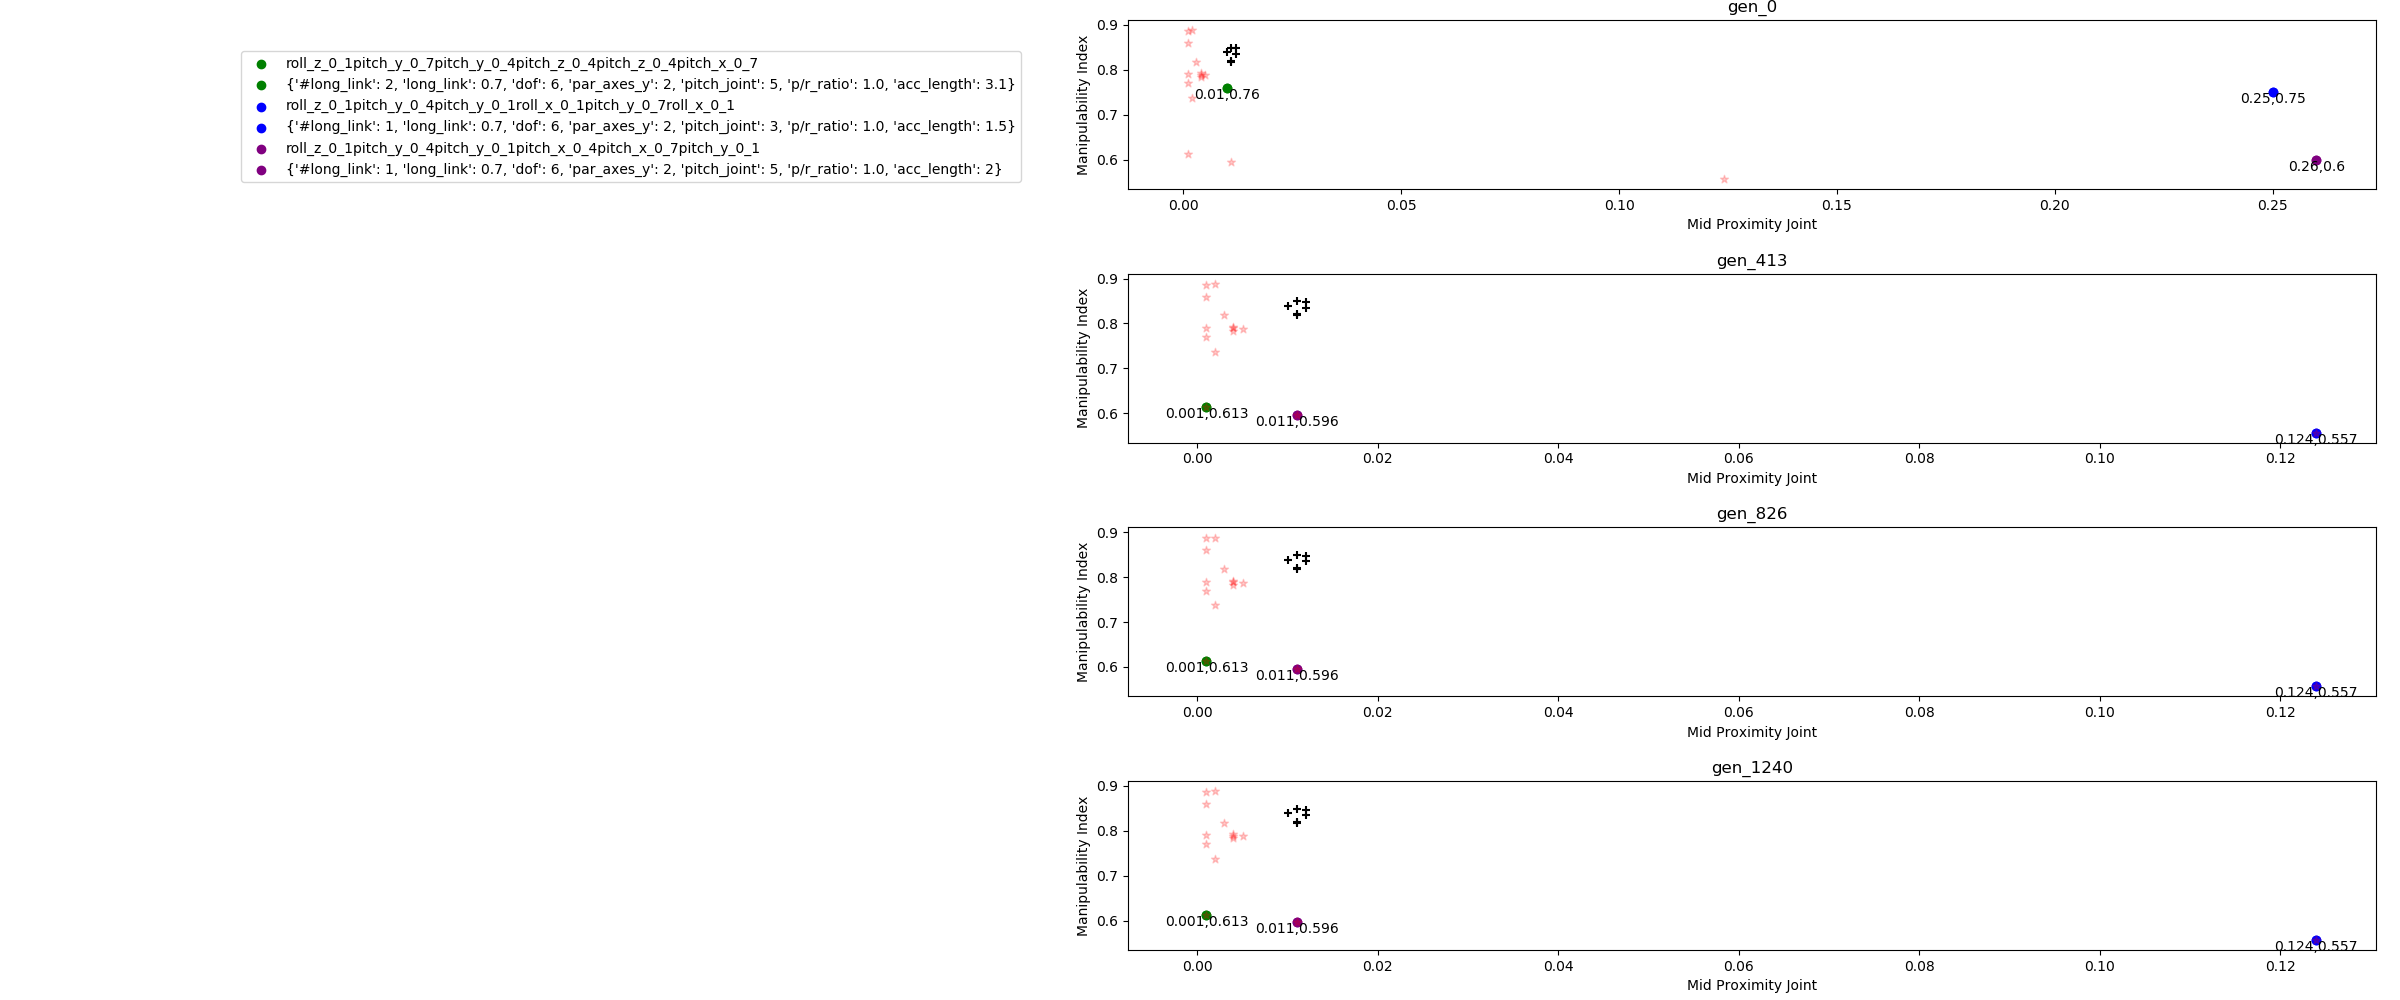 roll_z_0_1pitch_y_0_7pitch_y_0_4pitch_z_0_4pitch_z_0_4pitch_x_0_7
{'#long_link': 2, 'long_link': 0.7, 'dof': 6, 'par_axes_y': 2, 'pitch_joint': 5, 'p/r_ratio': 1.0, 'acc_length': 3.1}
roll_z_0_1pitch_y_0_4pitch_y_0_1roll_x_0_1pitch_y_0_7roll_x_0_1
{'#long_link': 1, 'long_link': 0.7, 'dof': 6, 'par_axes_y': 2, 'pitch_joint': 3, 'p/r_ratio': 1.0, 'acc_length': 1.5}
roll_z_0_1pitch_y_0_4pitch_y_0_1pitch_x_0_4pitch_x_0_7pitch_y_0_1
{'#long_link': 1, 'long_link': 0.7, 'dof': 6, 'par_axes_y': 2, 'pitch_joint': 5, 'p/r_ratio': 1.0, 'acc_length': 2}
gen_0
Manipulability Index
0.9
0.8
0.7
0.6
0.01,0.76
0.25,0.75
0.26,0.6
0.00 0.05 0.10 0.15 0.20 0.25
Mid Proximity Joint
gen_413
Manipulability Index
0.9
0.8
0.7
0.6
0.001,0.613
0.011,0.596
0.124,0.557
0.00 0.02 0.04 0.06 0.08 0.10 0.12
Mid Proximity Joint
gen_826
Manipulability Index
0.9
0.8
0.7
0.6
0.001,0.613
0.011,0.596
0.124,0.557
0.00 0.02 0.04 0.06 0.08 0.10 0.12
Mid Proximity Joint
gen_1240
Manipulability Index
0.9
0.8
0.7
0.6
0.001,0.613
0.011,0.596
0.124,0.557
0.00 0.02 0.04 0.06 0.08 0.10 0.12
Mid Proximity Joint